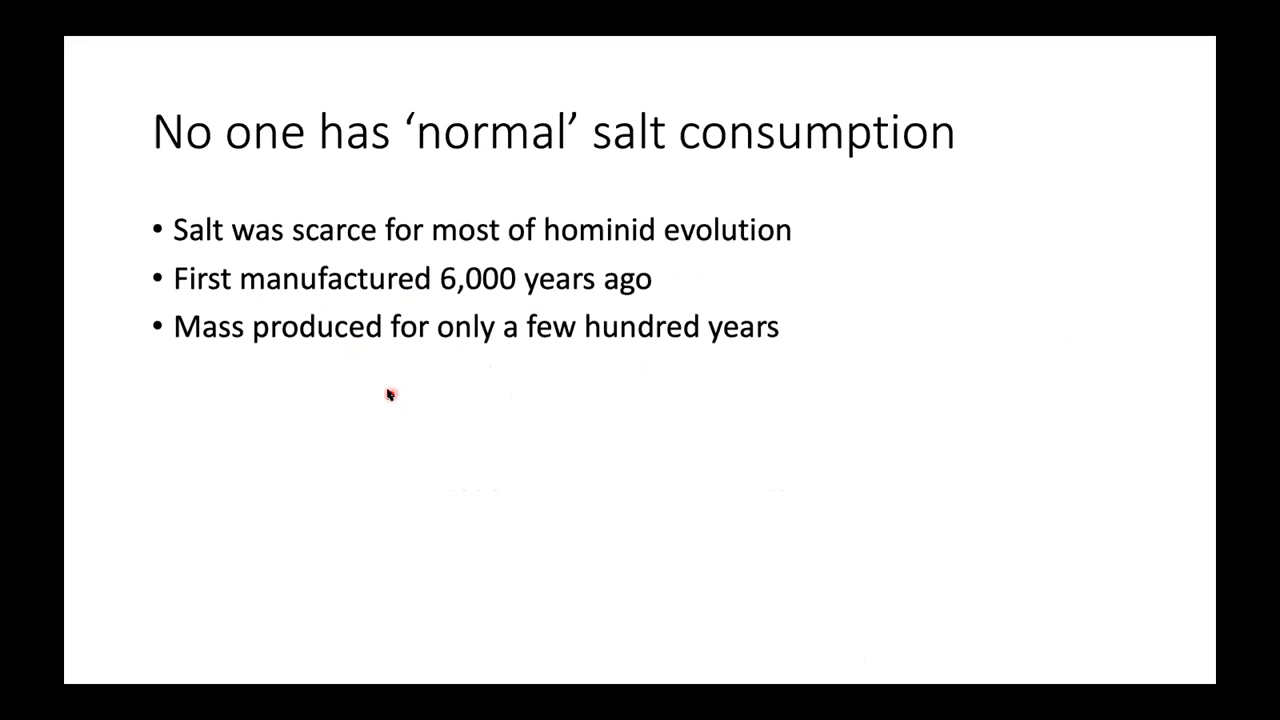 No one has ‘normal’ salt consumption
• Salt was scarce for most of hominid evolution
• First manufactured 6,000 years ago
• Mass produced for only a few hundred years